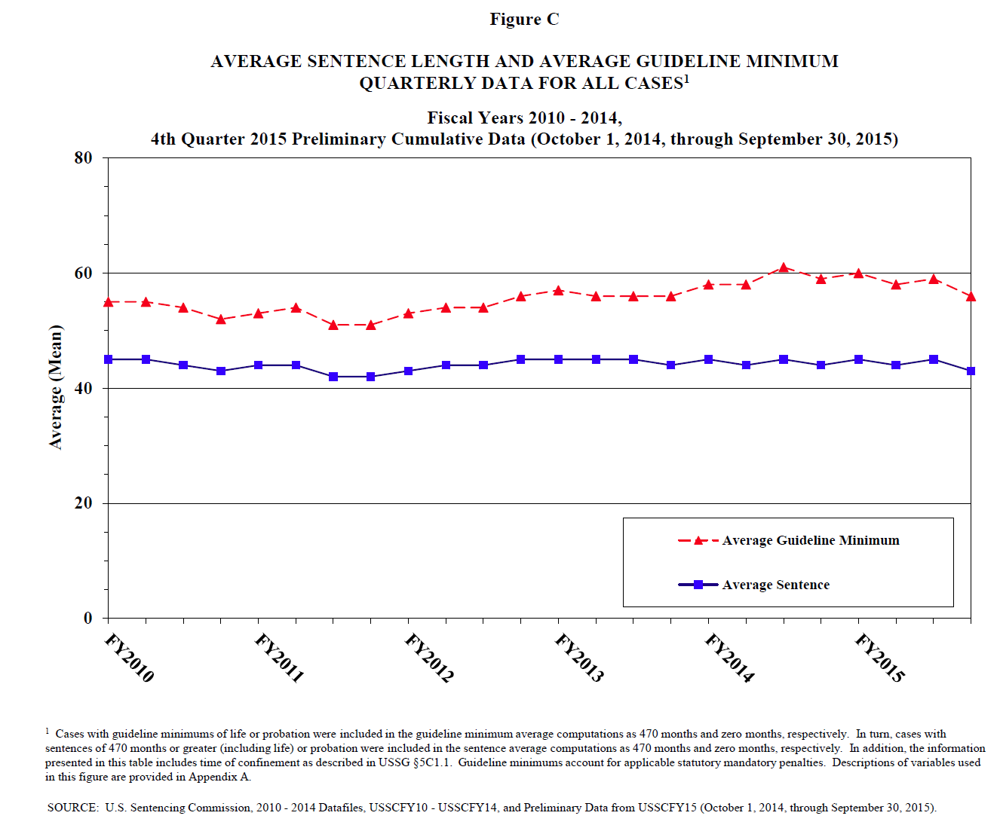 Figure C
AVERAGE SENTENCE LENGTH AND AVERAGE GUIDELINE MINIMUM
QUARTERLY DATA FOR ALL CASES¹
Fiscal Years 2010 - 2014,
4th Quarter 2015 Preliminary Cumulative Data (October 1, 2014, through September 30, 2015)
80
60
40
20
0
Average (Mean)
Average Guideline Minimum
Average Sentence
FY2010
FY2011
FY2012
FY2013
FY2014
FY2015
¹ Cases with guideline minimums of life or probation were included in the guideline minimum average computations as 470 months and zero months, respectively. In turn, cases with
sentences of 470 months or greater (including life) or probation were included in the sentence average computations as 470 months and zero months, respectively. In addition, the information
presented in this table includes time of confinement as described in USSG §5C1.1. Guideline minimums account for applicable statutory mandatory penalties. Descriptions of variables used
in this figure are provided in Appendix A.
SOURCE: U.S. Sentencing Commission, 2010 - 2014 Datafiles, USSCFY10 - USSCFY14, and Preliminary Data from USSCFY15 (October 1, 2014, through September 30, 2015).